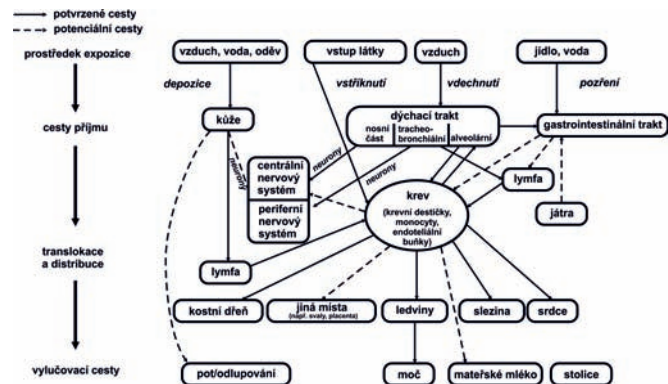 potvrzené cesty
potenciální cesty
prostředek expozice
vzduch, voda, oděv
vstup látky
vzduch
jídlo, voda
depozice
vstříknutí
vdechnutí
pozření
cesty příjmu
kůže
dýchací trakt
nosní
část
tracheo-
bronchiální
alveolární
gastrointestinální trakt
neurony
neurony
neurony
centrální
nervový
systém
periferní
nervový
systém
krev
(krevní destičky,
monocyty,
endoteliální
buňky)
lymfa
játra
translokace
a distribuce
lymfa
kostní dřeň
jiná místa
(např. svaly, placenta)
ledviny
slezina
srdce
vylučovací cesty
pot/odlupování
moč
mateřské mléko
stolice